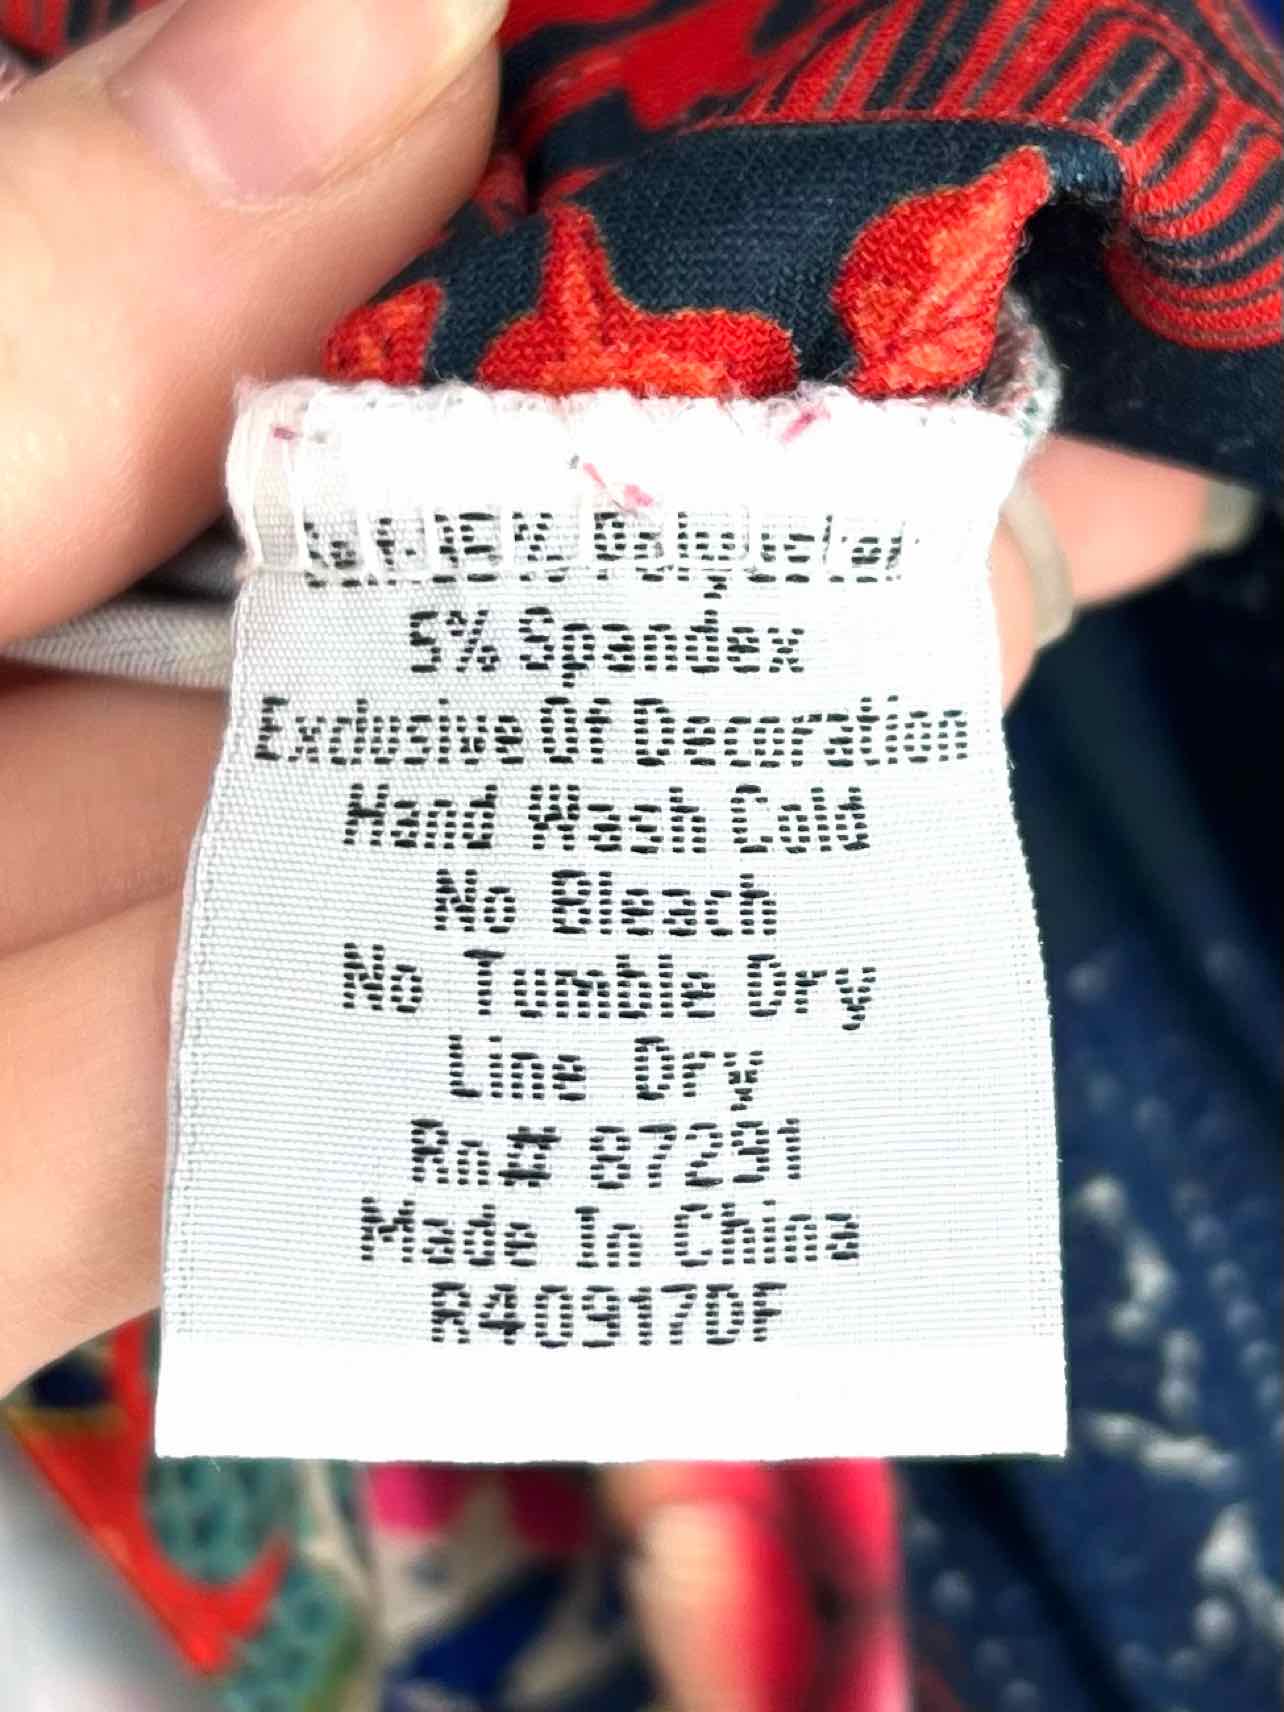 Polyester
5% Spandex
Exclusive Of Decoration
Hand Wash Cold
No Bleach
No Tumble Dry
Line Dry
Rn# 87291
Made In China
R40917DF